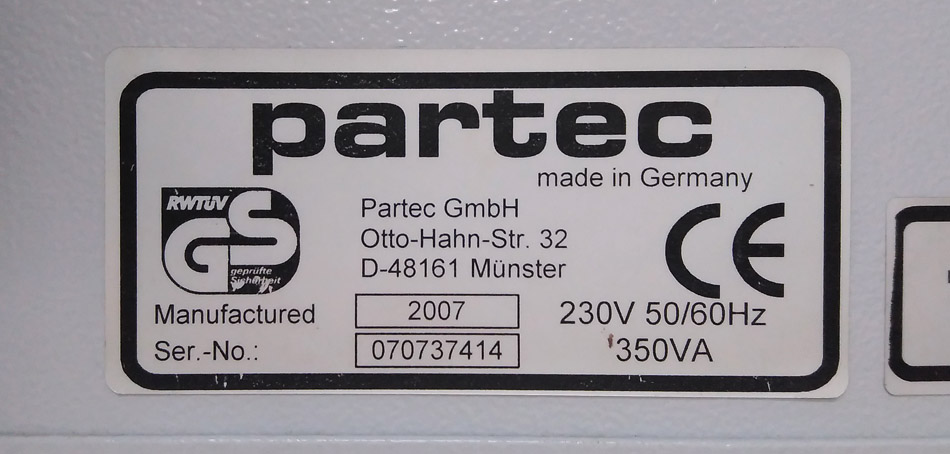 partec
made in Germany
RWTÜV
GS
geprüfte
Sicherheit
Partec GmbH
Otto-Hahn-Str. 32
D-48161 Münster
CE
Manufactured 2007 230V 50/60Hz
Ser.-No.: 070737414 350VA